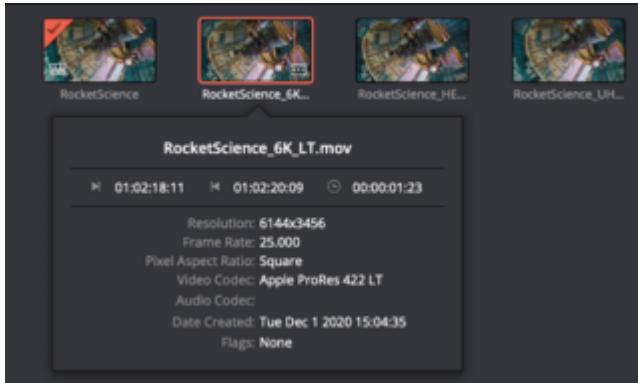 RocketScience
RocketScience_6K...
RocketScience_HE...
RocketScience_UH...
RocketScience_6K_LT.mov
01:02:18:11 01:02:20:09 00:00:01:23
Resolution: 6144x3456
Frame Rate: 25.000
Pixel Aspect Ratio: Square
Video Codec: Apple ProRes 422 LT
Audio Codec:
Date Created: Tue Dec 1 2020 15:04:35
Flags: None